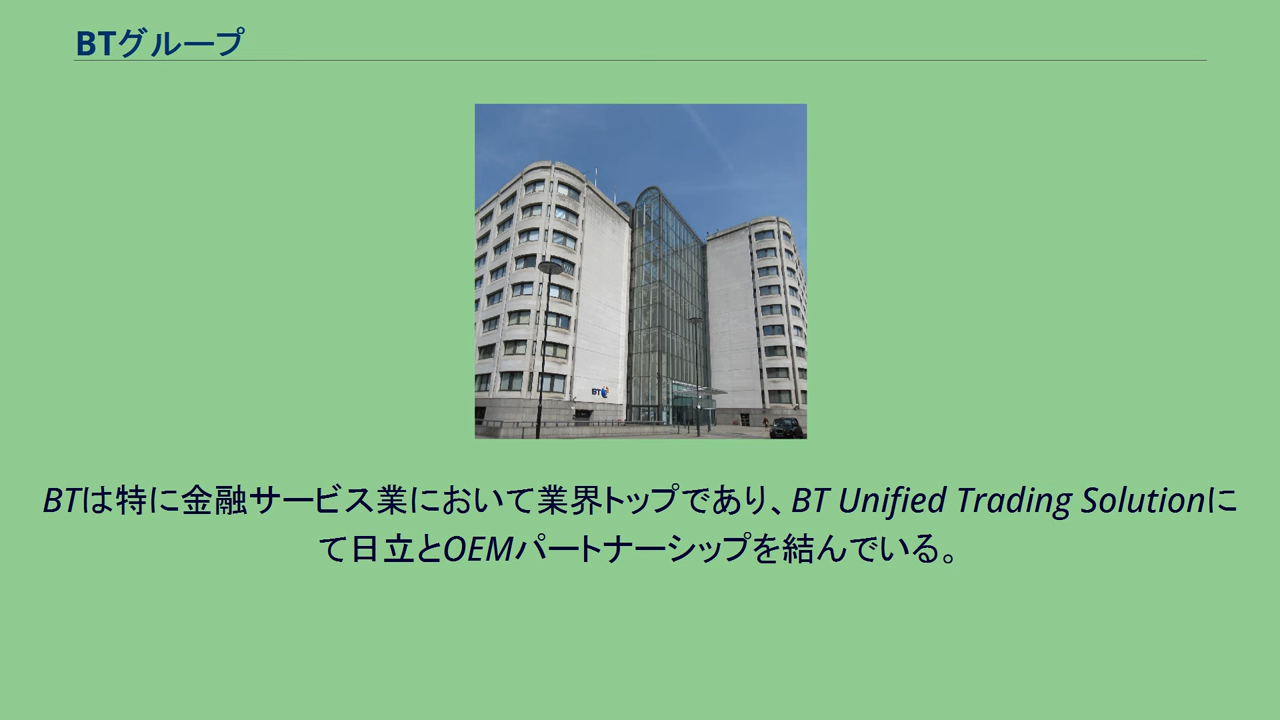 BTグループ
BT
BTは特に金融サービス業において業界トップであり、BT Unified Trading Solutionに
て日立とOEMパートナーシップを結んでいる。